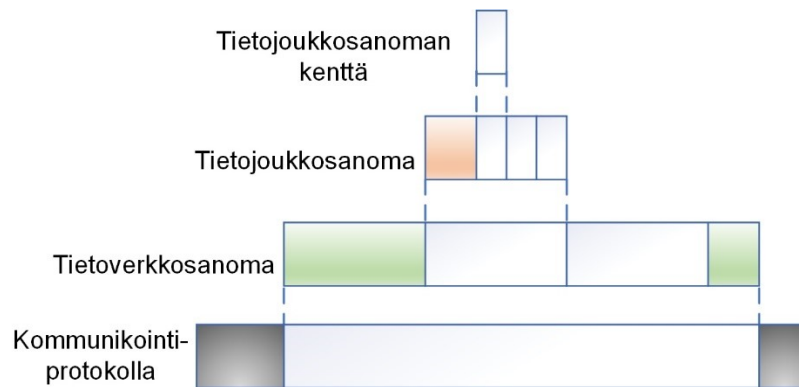 Tietojoukkosanoman
kenttä
Tietojoukkosanoma
Tietoverkkosanoma
Kommunikointi-
protokolla